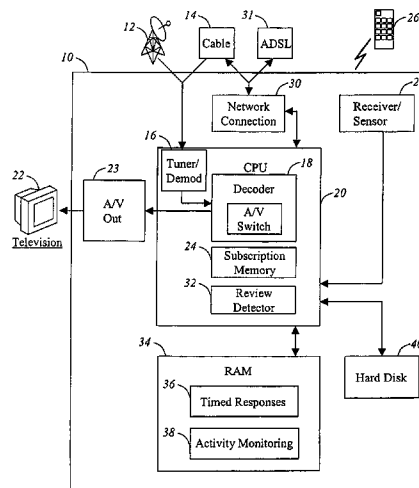 12
14
Cable
31
ADSL
26
10
30
Network
Connection
Receiver/
Sensor
2
16
Tuner/
Demod
CPU
18
Decoder
A/V
Switch
20
22
Television
23
A/V
Out
24
Subscription
Memory
32
Review
Detector
34
RAM
40
Hard Disk
36
Timed Responses
38
Activity Monitoring